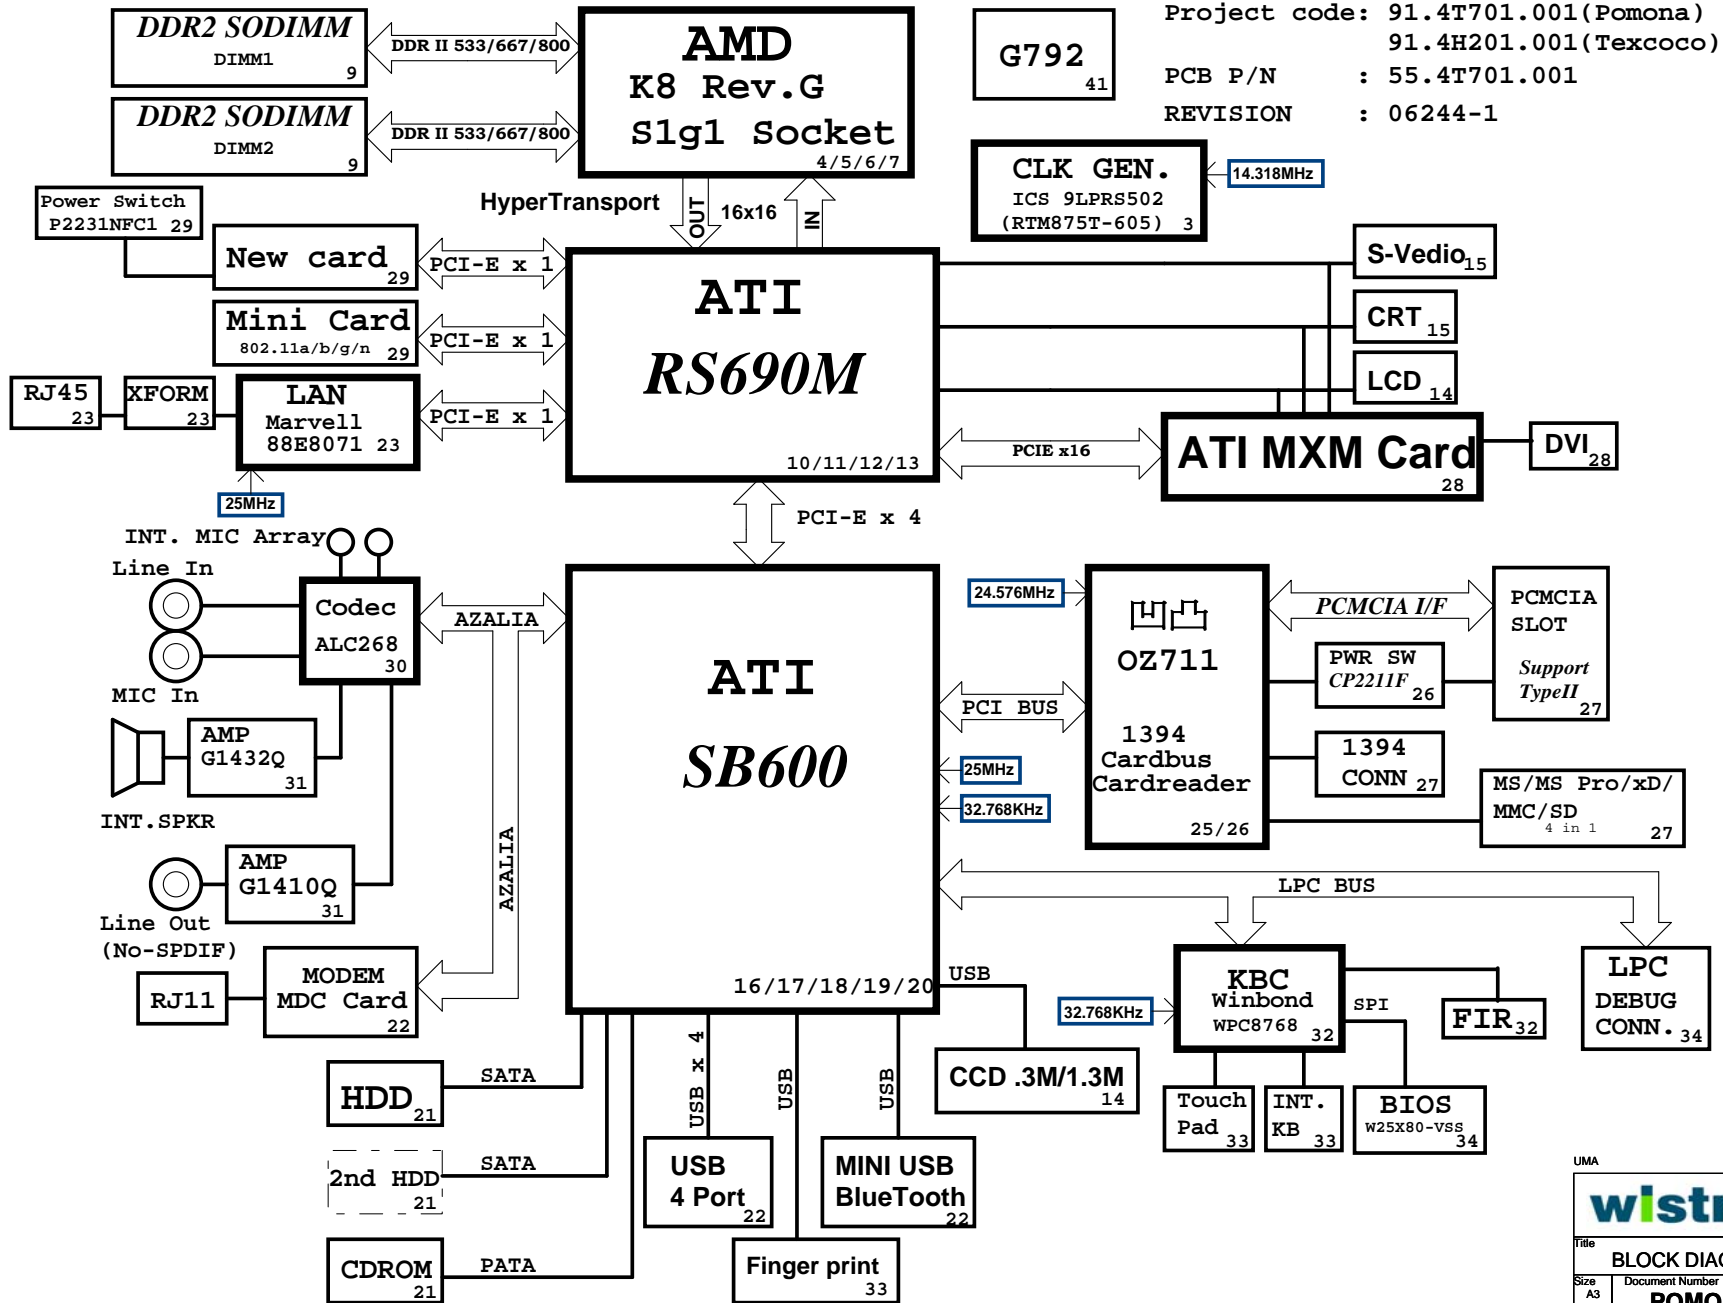 DDR2 SODIMM
DIMM1
9
DDR II 533/667/800
AMD
K8 Rev.G
S1g1 Socket
4/5/6/7
G792
41
Project code: 91.4T701.001(Pomona)
91.4H201.001(Texcoco)
PCB P/N : 55.4T701.001
REVISION : 06244-1
DDR2 SODIMM
DIMM2
9
DDR II 533/667/800
CLK GEN.
ICS 9LPRS502
(RTM875T-605) 3
14.318MHz
Power Switch
P2231NFC1 29
HyperTransport
OUT
16x16
IN
New card
29
PCI-E x 1
Mini Card
802.11a/b/g/n 29
PCI-E x 1
RJ45
23
XFORM
23
LAN
Marvell
88E8071 23
PCI-E x 1
25MHz
ATI
RS690M
10/11/12/13
S-Vedio
15
CRT
15
LCD
14
PCIE x16
ATI MXM Card
28
DVI
28
PCI-E x 4
INT. MIC Array
Line In
Codec
ALC268
30
MIC In
AZALIA
AMP
G1432Q
31
INT.SPKR
AMP
G1410Q
31
Line Out
(No-SPDIF)
AZALIA
RJ11
MODEM
MDC Card
22
ATI
SB600
16/17/18/19/20
24.576MHz
凹凸
OZ711
1394
Cardbus
Cardreader
25/26
PCMCIA I/F
PCMCIA
SLOT
Support
TypeII
27
PWR SW
CP2211F
26
PCI BUS
1394
CONN
27
25MHz
32.768KHz
MS/MS Pro/xD/
MMC/SD
4 in 1
27
LPC BUS
USB
32.768KHz
KBC
Winbond
WPC8768
32
SPI
FIR
32
LPC
DEBUG
CONN.
34
HDD
21
SATA
USB x 4
USB
USB
CCD .3M/1.3M
14
Touch
Pad
33
INT.
KB
33
BIOS
W25X80-VSS
34
2nd HDD
21
SATA
USB
4 Port
22
MINI USB
BlueTooth
22
CDROM
21
PATA
Finger print
33
UMA
wistr
Title
BLOCK DIAG
Size
A3
Document Number
POMO